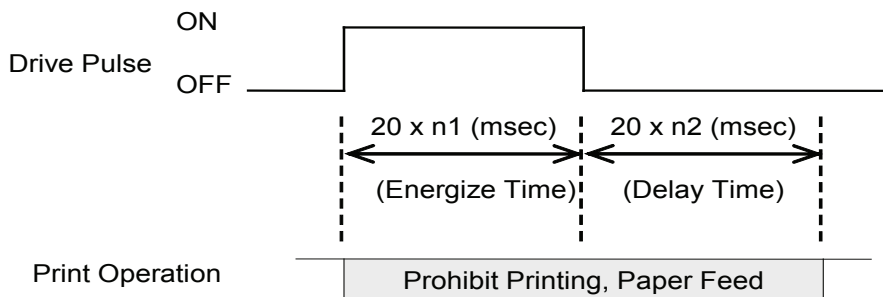 ON
Drive Pulse
OFF
20 x n1 (msec)
20 x n2 (msec)
(Energize Time)
(Delay Time)
Print Operation
Prohibit Printing, Paper Feed